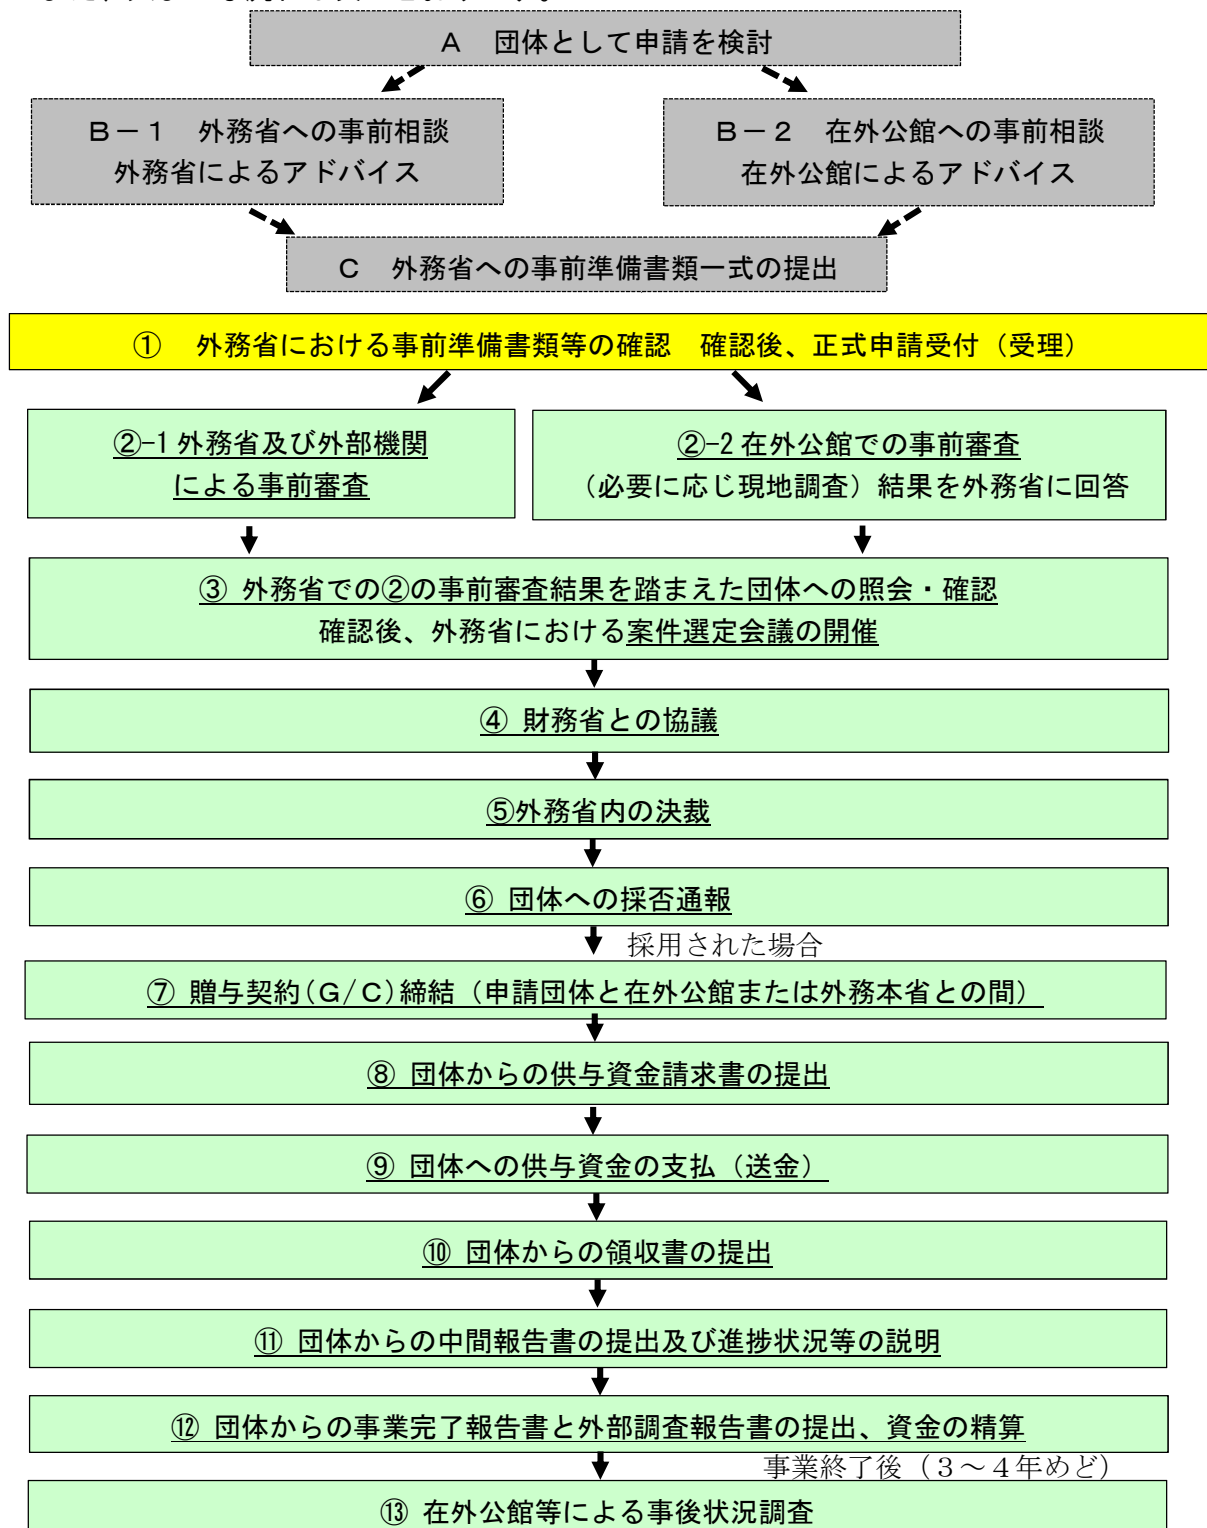 A　団体として申請を検討
B－1　外務省への事前相談
外務省によるアドバイス
B－2　在外公館への事前相談
在外公館によるアドバイス
C　外務省への事前準備書類一式の提出
①　外務省における事前準備書類等の確認　確認後、正式申請受付（受理）
②-1外務省及び外部機関
による事前審査
②-2在外公館での事前審査
（必要に応じ現地調査）結果を外務省に回答
③ 外務省での②の事前審査結果を踏まえた団体への照会・確認
確認後、外務省における案件選定会議の開催
④ 財務省との協議
⑤外務省内の決裁
⑥ 団体への採否通報
採用された場合
⑦ 贈与契約(G/C)締結（申請団体と在外公館または外務本省との間）
⑧ 団体からの供与資金請求書の提出
⑨ 団体への供与資金の支払（送金）
⑩ 団体からの領収書の提出
⑪ 団体からの中間報告書の提出及び進捗状況等の説明
⑫ 団体からの事業完了報告書と外部調査報告書の提出、資金の精算
事業終了後（３～４年めど）
⑬ 在外公館等による事後状況調査